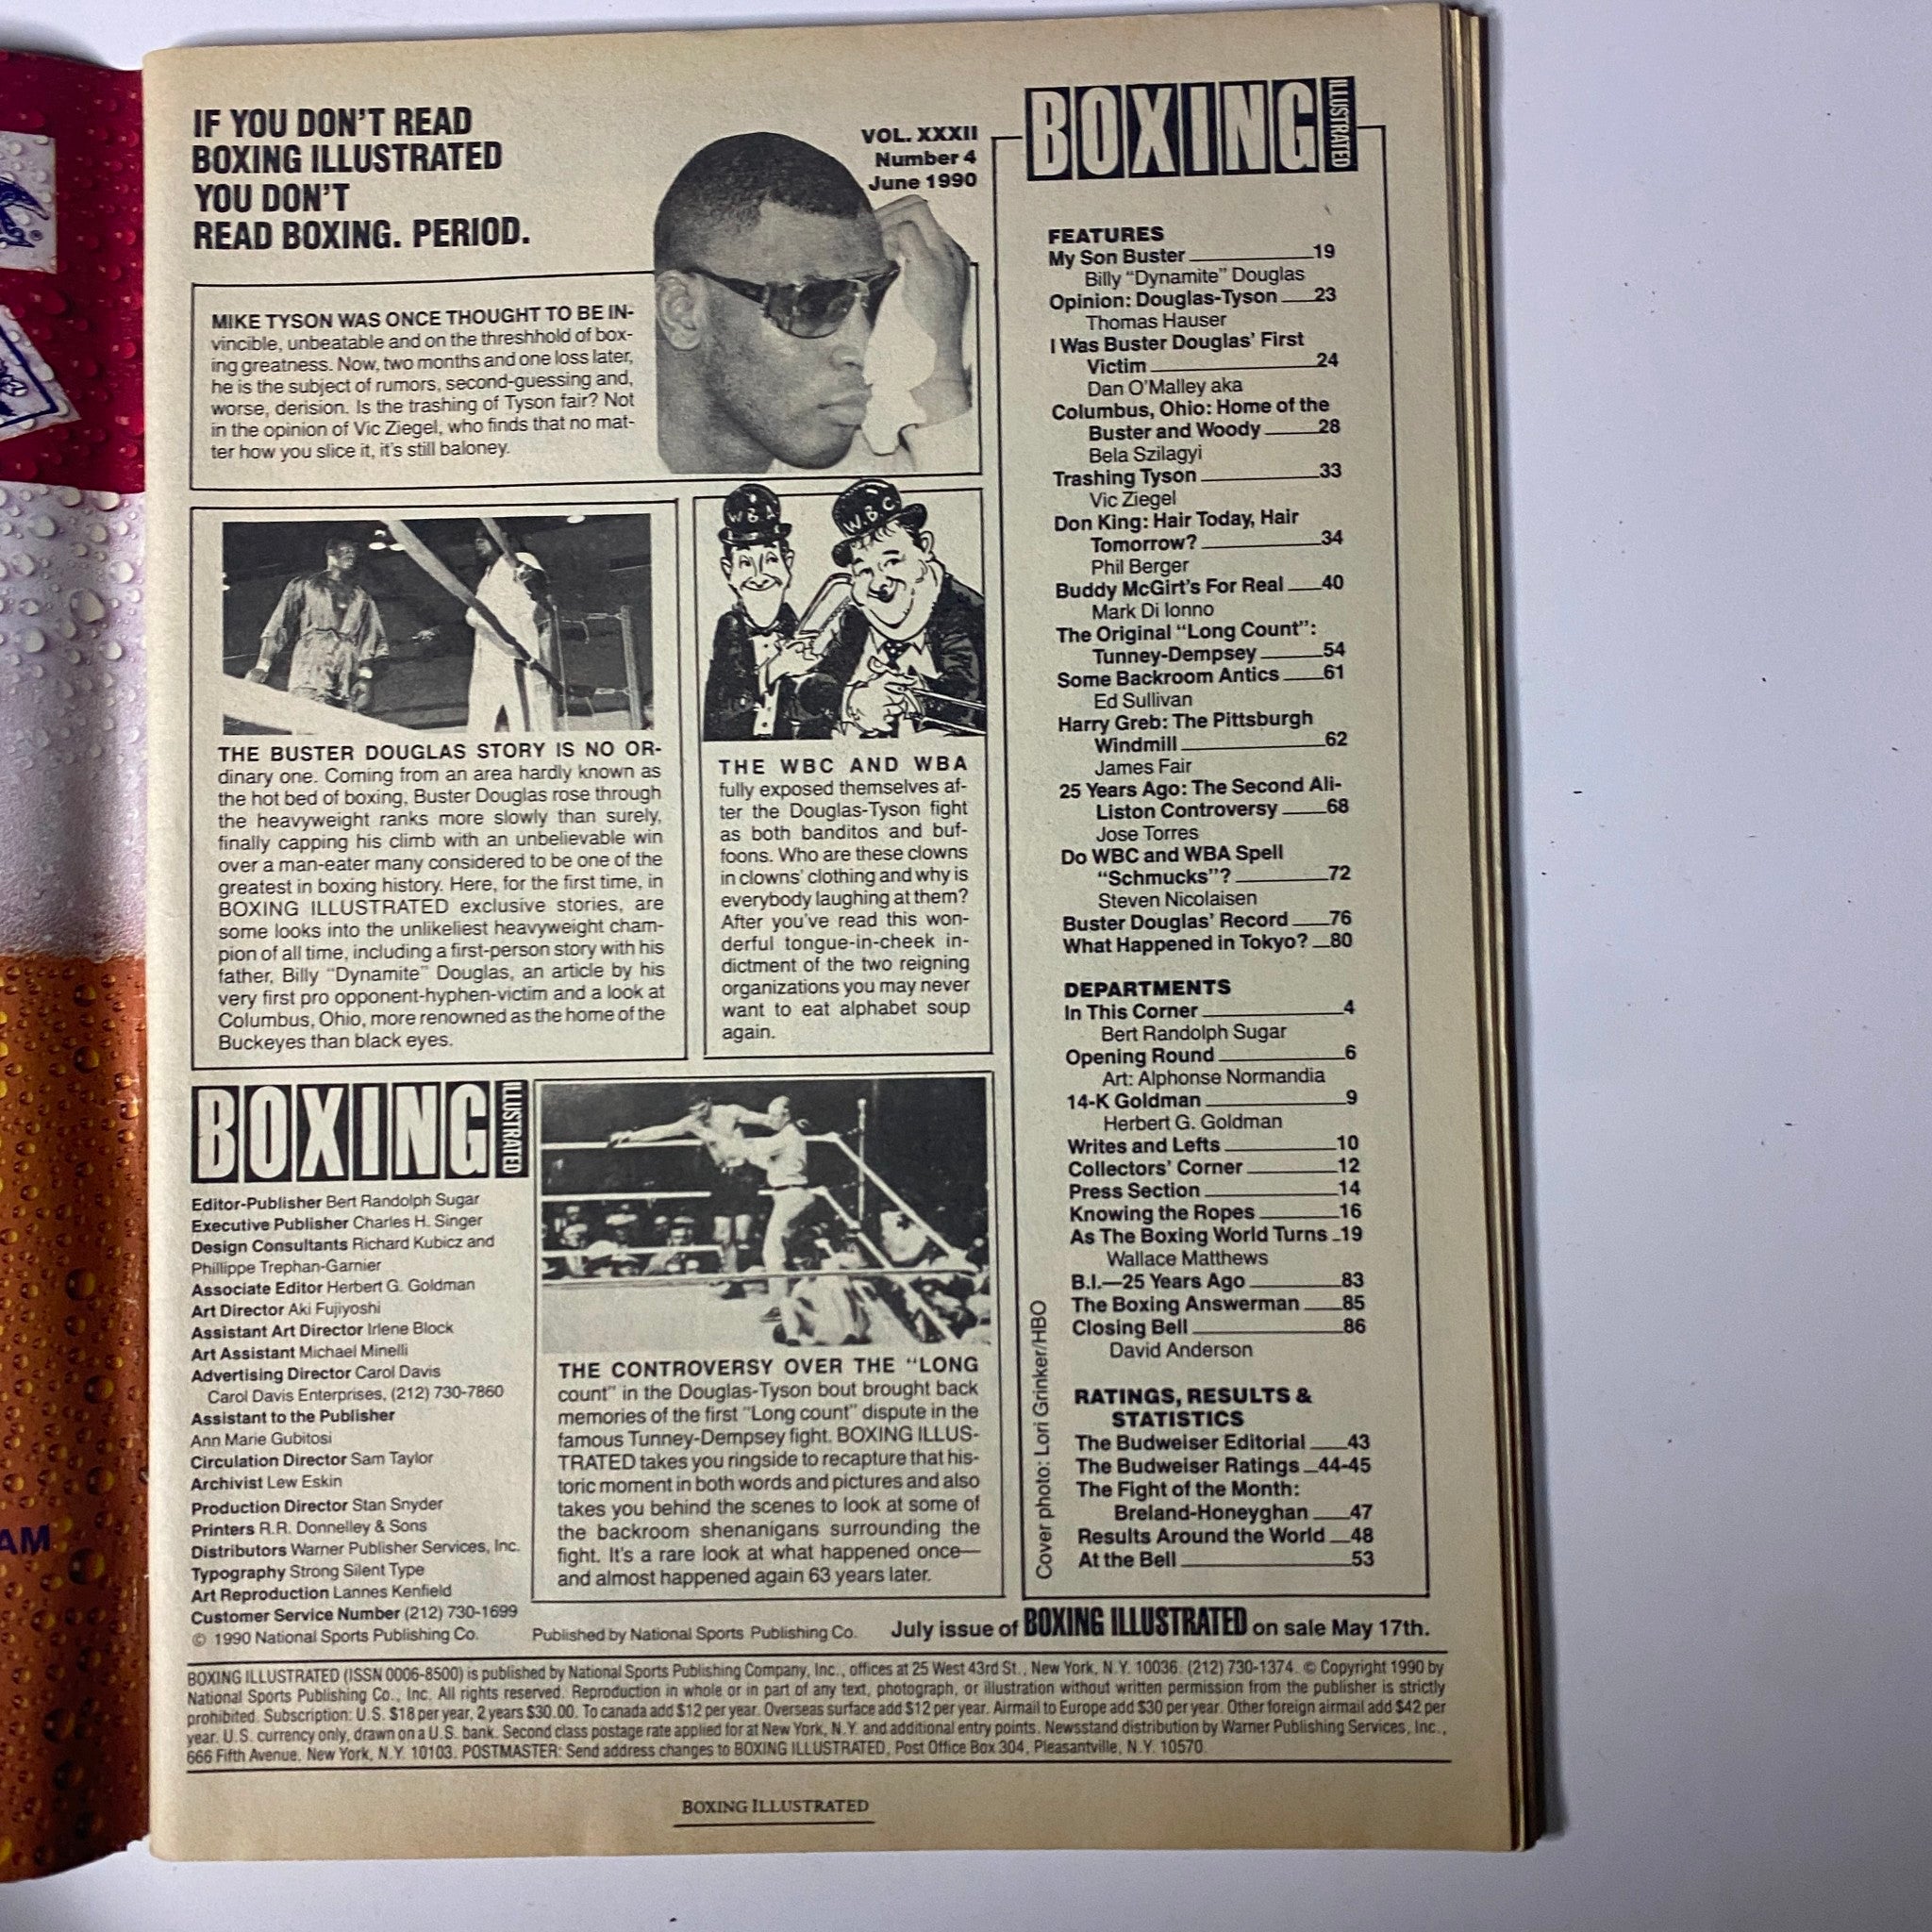 IF YOU DON'T READ
BOXING ILLUSTRATED
YOU DON'T
READ BOXING. PERIOD.
VOL. XXXII
Number 4
June 1990
MIKE TYSON WAS ONCE THOUGHT TO BE IN-
vincible, unbeatable and on the threshhold of box-
ing greatness. Now, two months and one loss later,
he is the subject of rumors, second-guessing and,
worse, derision. Is the trashing of Tyson fair? Not
in the opinion of Vic Ziegel, who finds that no mat-
ter how you slice it, it's still baloney.
THE BUSTER DOUGLAS STORY IS NO OR-
dinary one. Coming from an area hardly known as
the hot bed of boxing, Buster Douglas rose through
the heavyweight ranks more slowly than surely,
finally capping his climb with an unbelievable win
over a man-eater many considered to be one of the
greatest in boxing history. Here, for the first time, in
BOXING ILLUSTRATED exclusive stories, are
some looks into the unlikeliest heavyweight cham-
pion of all time, including a first-person story with his
father, Billy "Dynamite" Douglas, an article by his
very first pro opponent-hyphen-victim and a look at
Columbus, Ohio, more renowned as the home of the
Buckeyes than black eyes.
W B A
W.B.C
THE WBC AND WBA
fully exposed themselves af-
ter the Douglas-Tyson fight
as both banditos and buf-
foons. Who are these clowns
in clowns' clothing and why is
everybody laughing at them?
After you've read this won-
derful tongue-in-cheek in-
dictment of the two reigning
organizations you may never
want to eat alphabet soup
again.
BOXING ILLUSTRATED
Editor-Publisher Bert Randolph Sugar
Executive Publisher Charles H. Singer
Design Consultants Richard Kubicz and
Phillippe Trephan-Garnier
Associate Editor Herbert G. Goldman
Art Director Aki Fujiyoshi
Assistant Art Director Irlene Block
Art Assistant Michael Minelli
Advertising Director Carol Davis
Carol Davis Enterprises, (212) 730-7860
Assistant to the Publisher
Ann Marie Gubitosi
Circulation Director Sam Taylor
Archivist Lew Eskin
Production Director Stan Snyder
Printers R.R. Donnelley & Sons
Distributors Warner Publisher Services, Inc.
Typography Strong Silent Type
Art Reproduction Lannes Kenfield
Customer Service Number (212) 730-1699
© 1990 National Sports Publishing Co.
THE CONTROVERSY OVER THE "LONG
count" in the Douglas-Tyson bout brought back
memories of the first "Long count" dispute in the
famous Tunney-Dempsey fight. BOXING ILLUS-
TRATED takes you ringside to recapture that his-
toric moment in both words and pictures and also
takes you behind the scenes to look at some of
the backroom shenanigans surrounding the
fight. It's a rare look at what happened once—
and almost happened again 63 years later.
Published by National Sports Publishing Co.
BOXING ILLUSTRATED
FEATURES
My Son Buster 19
Billy "Dynamite" Douglas
Opinion: Douglas-Tyson 23
Thomas Hauser
I Was Buster Douglas' First
Victim 24
Dan O'Malley aka
Columbus, Ohio: Home of the
Buster and Woody 28
Bela Szilagyi
Trashing Tyson 33
Vic Ziegel
Don King: Hair Today, Hair
Tomorrow? 34
Phil Berger
Buddy McGirt's For Real 40
Mark Di Ionno
The Original "Long Count":
Tunney-Dempsey 54
Some Backroom Antics 61
Ed Sullivan
Harry Greb: The Pittsburgh
Windmill 62
James Fair
25 Years Ago: The Second Ali-
Liston Controversy 68
Jose Torres
Do WBC and WBA Spell
"Schmucks"? 72
Steven Nicolaisen
Buster Douglas' Record 76
What Happened in Tokyo? 80
DEPARTMENTS
In This Corner 4
Bert Randolph Sugar
Opening Round 6
Art: Alphonse Normandia
14-K Goldman 9
Herbert G. Goldman
Writes and Lefts 10
Collectors' Corner 12
Press Section 14
Knowing the Ropes 16
As The Boxing World Turns 19
Wallace Matthews
B.I.—25 Years Ago 83
The Boxing Answerman 85
Closing Bell 86
David Anderson
RATINGS, RESULTS &
STATISTICS
The Budweiser Editorial 43
The Budweiser Ratings 44-45
The Fight of the Month:
Breland-Honeyghan 47
Results Around the World 48
At the Bell 53
Cover photo: Lori Grinker/HBO
July issue of BOXING ILLUSTRATED on sale May 17th.
BOXING ILLUSTRATED (ISSN 0006-8500) is published by National Sports Publishing Company, Inc., offices at 25 West 43rd St., New York, N.Y. 10036. (212) 730-1374. © Copyright 1990 by
National Sports Publishing Co., Inc. All rights reserved. Reproduction in whole or in part of any text, photograph, or illustration without written permission from the publisher is strictly
prohibited. Subscription: U.S. $18 per year, 2 years $30.00. To canada add $12 per year. Overseas surface add $12 per year. Airmail to Europe add $30 per year. Other foreign airmail add $42 per
year. U.S. currency only, drawn on a U.S. bank. Second class postage rate applied for at New York, N.Y. and additional entry points. Newsstand distribution by Warner Publishing Services, Inc.,
666 Fifth Avenue, New York, N.Y. 10103. POSTMASTER: Send address changes to BOXING ILLUSTRATED, Post Office Box 304, Pleasantville, N.Y. 10570.
BOXING ILLUSTRATED
AM